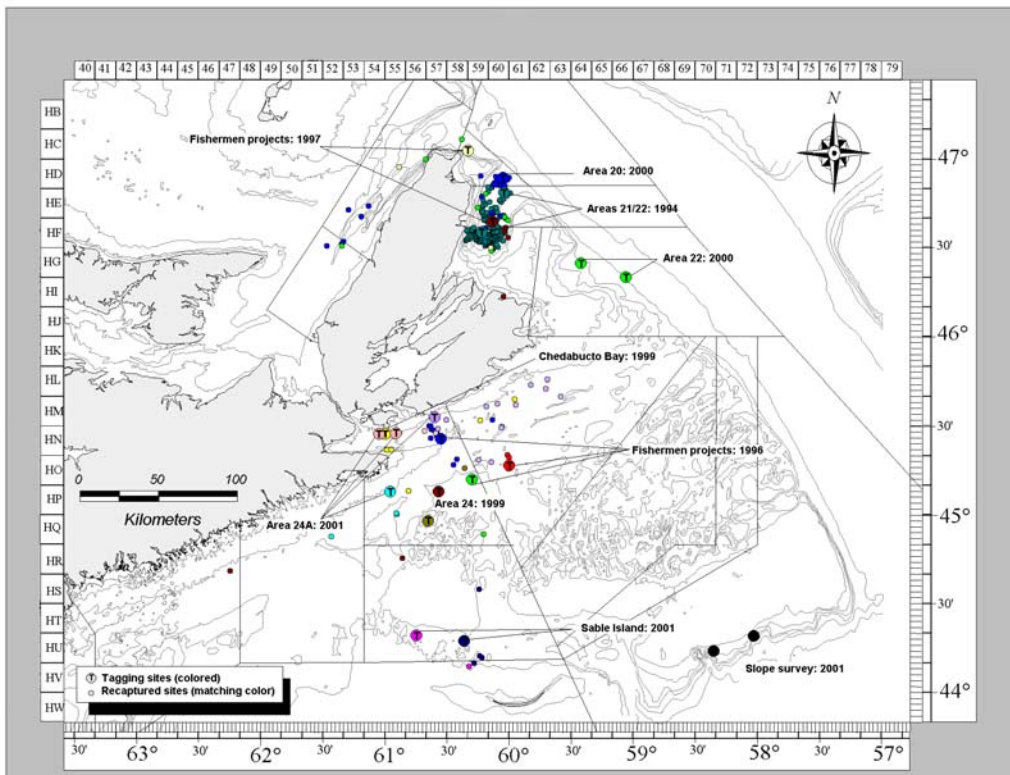 40 41 42 43 44 45 46 47 50 51 52 53 54 55 56 57 58 59 60 61 62 63 64 65 66 67 68 69 70 71 72 73 74 75 76 77 78 79
HB
N
HC
Fishermen projects: 1997
T
47°
HD
Area 20: 2000
HE
Areas 21/22: 1994
HF
30'
HG
T
T
Area 22: 2000
HI
HJ
46°
HK
Chedabucto Bay: 1999
HL
HM
T
30'
HN
T T T
Fishermen projects: 1996
HO
T
T
0 50 100
HP
T
T
Area 24: 1999
Kilometers
Area 24A: 2001
T
HQ
45°
HR
HS
HT
30'
Sable Island: 2001
T
HU
Slope survey: 2001
T Tagging sites (colored)
Recaptured sites (matching color)
HV
44°
HW
30' 62° 30' 61° 30' 60° 30' 59° 30' 58° 30' 57°